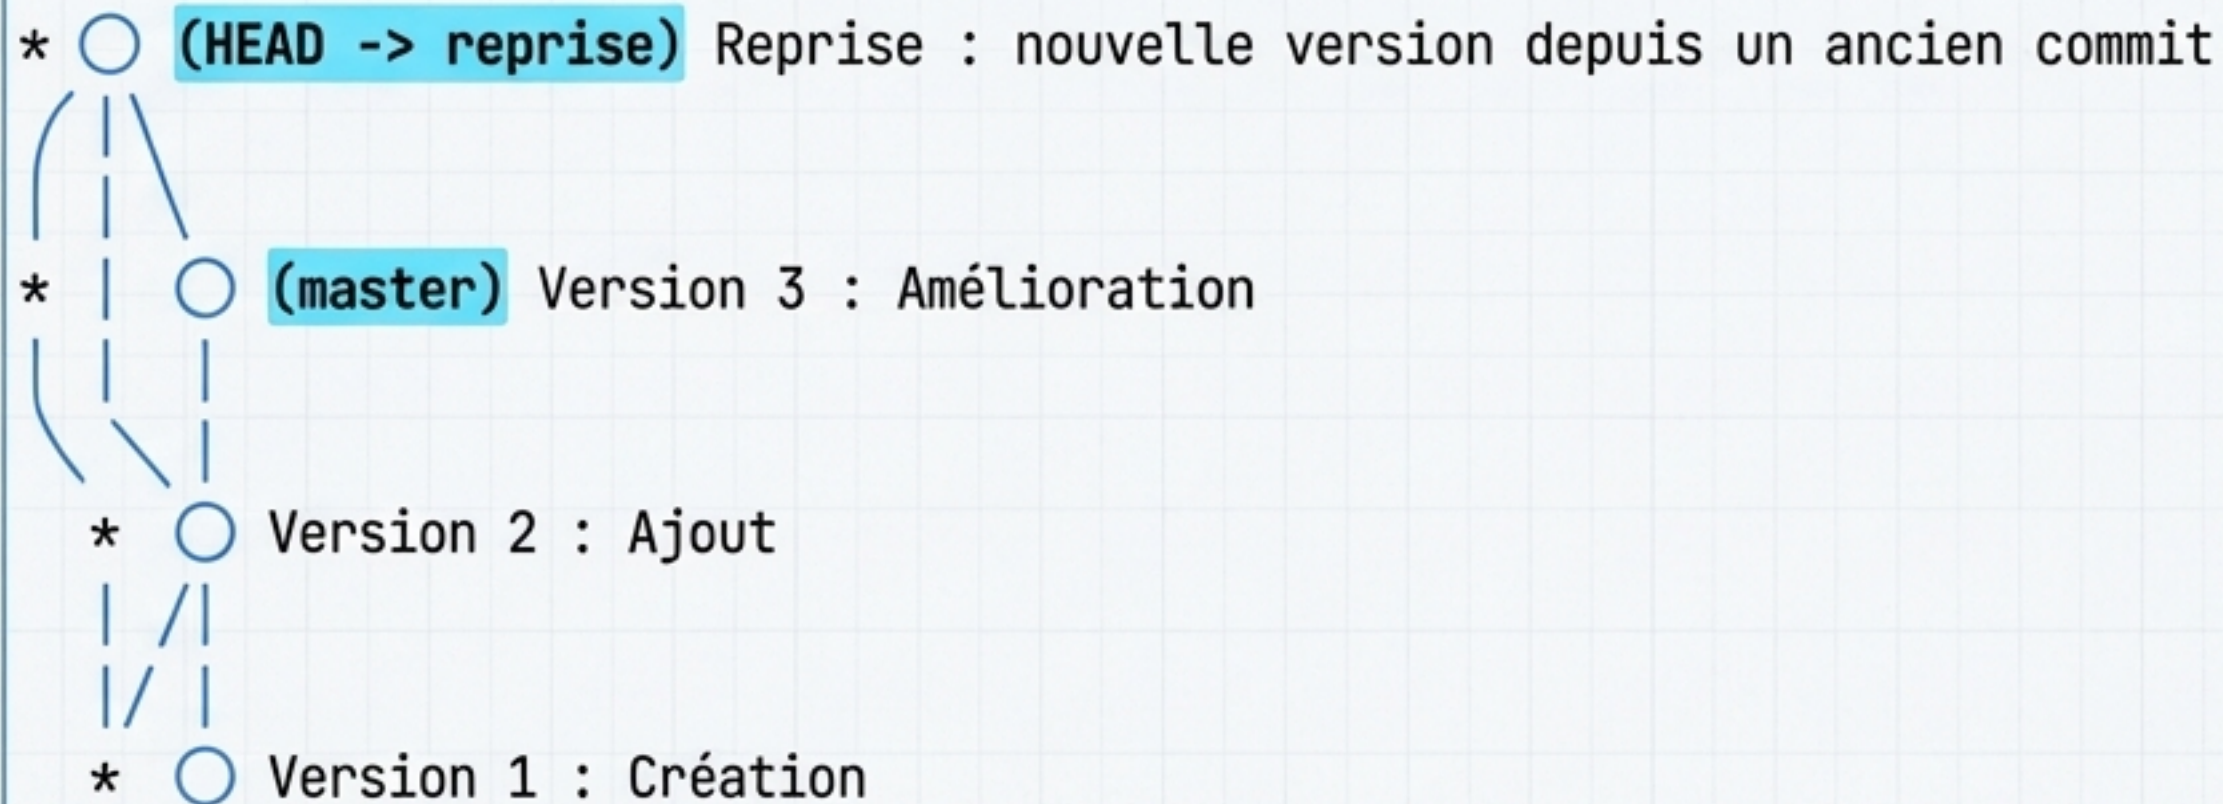 * (HEAD -> reprise) Reprise : nouvelle version depuis un ancien commit
* (master) Version 3 : Amélioration
* Version 2 : Ajout
* Version 1 : Création